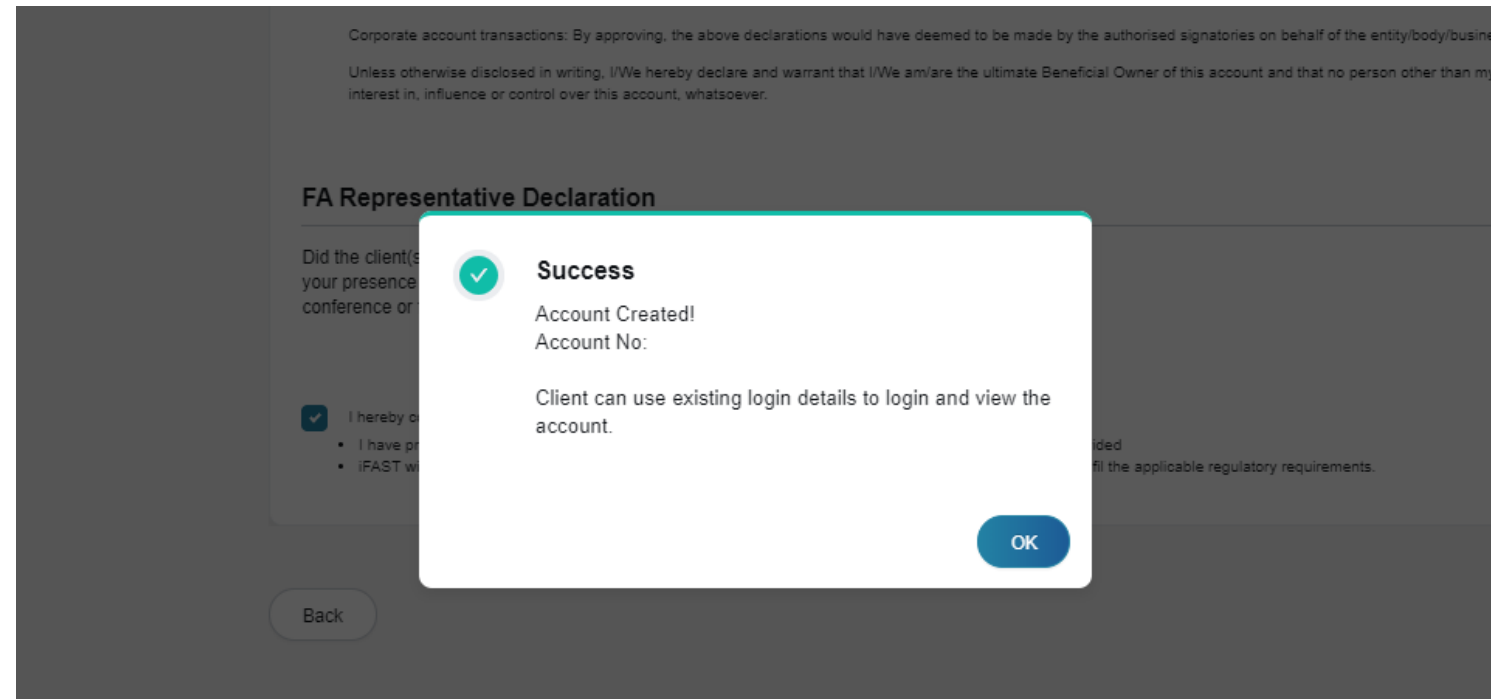 Corporate account transactions: By approving, the above declarations would have deemed to be made by the authorised signatories on behalf of the entity/body/busine
Unless otherwise disclosed in writing, I/We hereby declare and warrant that I/We am/are the ultimate Beneficial Owner of this account and that no person other than my
interest in, influence or control over this account, whatsoever.
FA Representative Declaration
Did the client(s
your presence
conference or
Success
Account Created!
Account No:
Client can use existing login details to login and view the
account.
OK
I hereby
I have pr
ided
iFAST wi
fil the applicable regulatory requirements.
Back